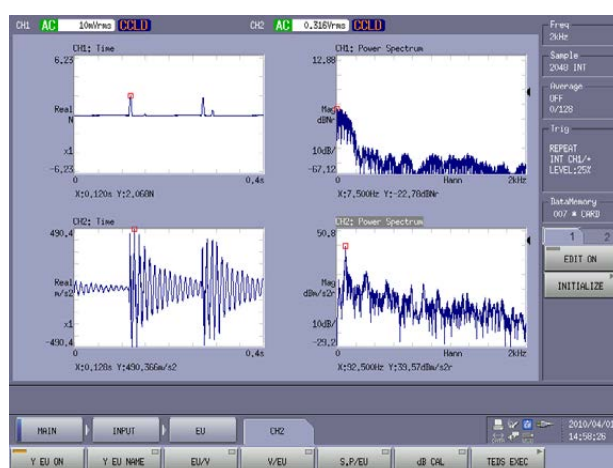 CH1 AC 10mVrms CCLD CH2 AC 0.316Vrms CCLD
CH1: Time
6.23
Real
N
x1
-6.23
0 0.4s
X:0.120s Y:2.068N
CH1: Power Spectrum
12.88
Mag
dBNr
10dB/
-67.12
0 Hann 2kHz
X:7.500Hz Y:-22.78dBNr
CH2: Time
490.4
Real
m/s2
x1
-490.4
0 0.4s
X:0.128s Y:490.366m/s2
CH2: Power Spectrum
50.8
Mag
dBm/s2r
10dB/
-29.2
0 Hann 2kHz
X:92.500Hz Y:39.57dBm/s2r
Freq
2kHz
Sample
2048 INT
Average
OFF
0/128
Trig
REPEAT
INT CH1/+
LEVEL:25%
DataMemory
007 * CARD
1 2
EDIT ON
INITIALIZE
MAIN INPUT EU CH2
2010/04/01
14:58:26
Y EU ON Y EU NAME EU/V V/EU S.P/EU dB CAL TEDS EXEC